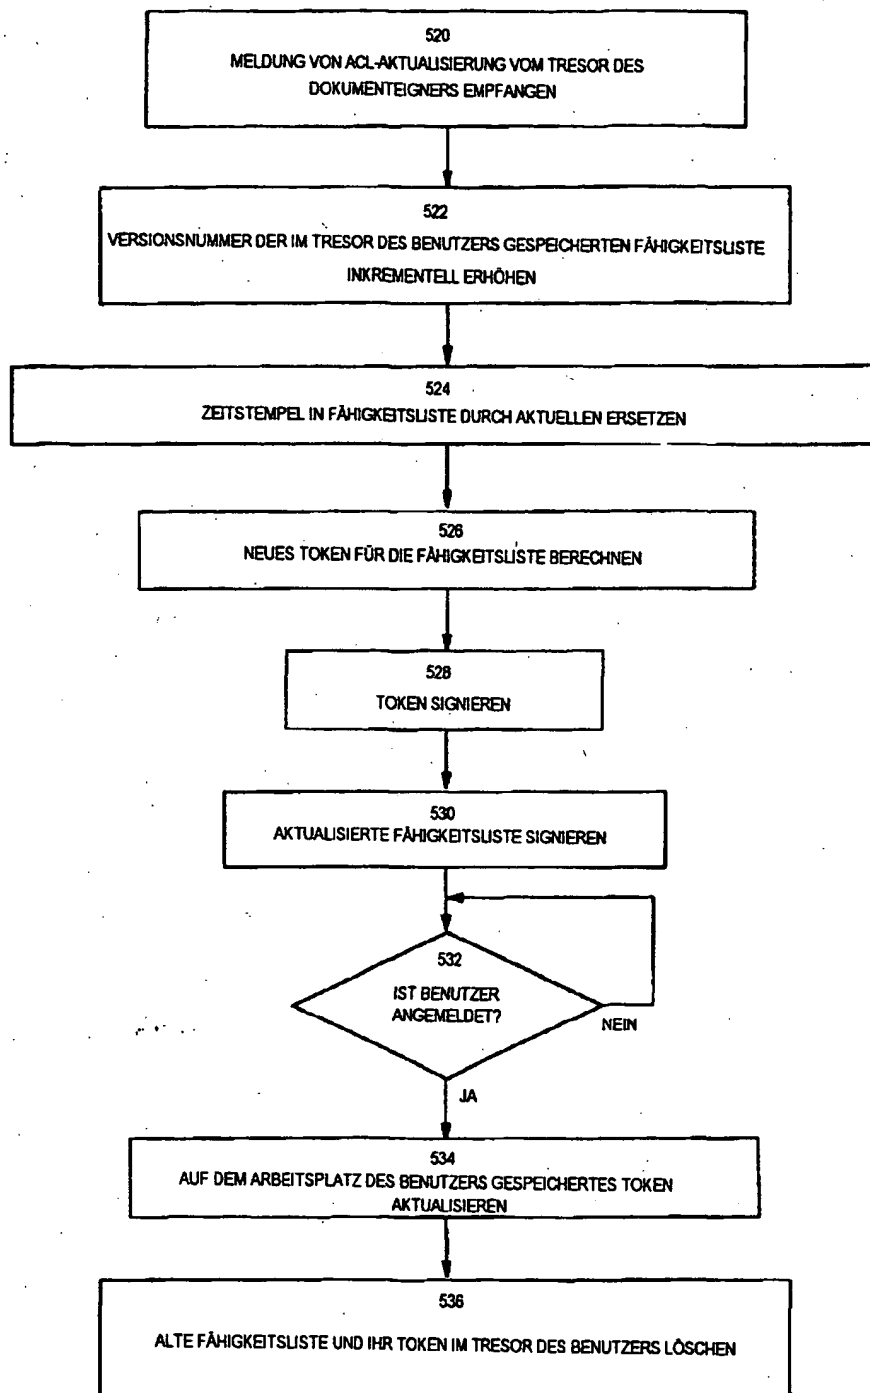 520
MELDUNG VON ACL-AKTUALISIERUNG VOM TRESOR DES
DOKUMENTEIGNERS EMPFANGEN
522
VERSIONSNUMMER DER IM TRESOR DES BENUTZERS GESPEICHERTEN FÄHIGKEITSLISTE
INKREMENTELL ERHÖHEN
524
ZEITSTEMPEL IN FÄHIGKEITSLISTE DURCH AKTUELLEN ERSETZEN
526
NEUES TOKEN FÜR DIE FÄHIGKEITSLISTE BERECHNEN
528
TOKEN SIGNIEREN
530
AKTUALISIERTE FÄHIGKEITSLISTE SIGNIEREN
532
IST BENUTZER
ANGEMELDET?
NEIN
JA
534
AUF DEM ARBEITSPLATZ DES BENUTZERS GESPEICHERTES TOKEN
AKTUALISIEREN
536
ALTE FÄHIGKEITSLISTE UND IHR TOKEN IM TRESOR DES BENUTZERS LÖSCHEN